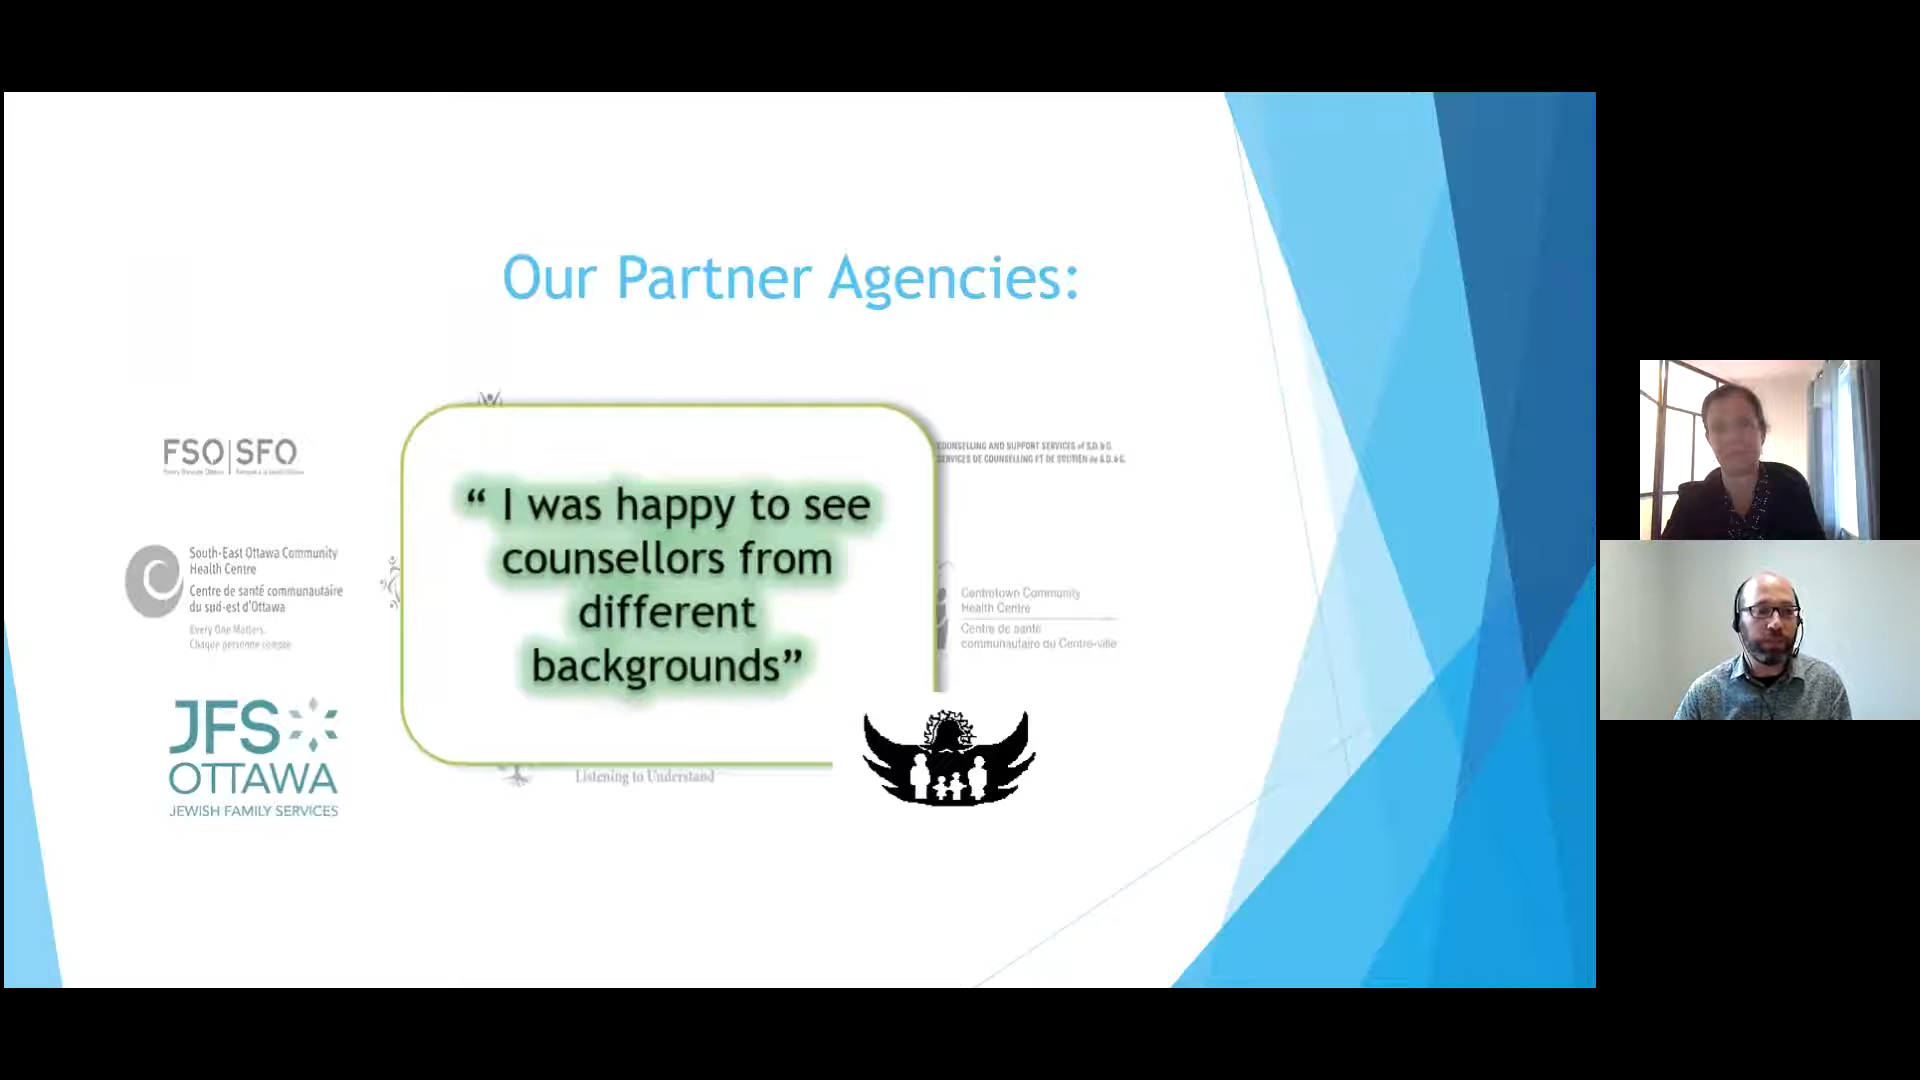 Our Partner Agencies:
FSO|SFO
COUNSELLING AND SUPPORT SERVICES of S.D.&G.
SERVICES DE COUNSELLING ET DE SOUTIEN de S.D.&G.
“ I was happy to see
counsellors from
different
backgrounds”
South-East Ottawa Community
Health Centre
Centre de santé communautaire
du sud-est d'Ottawa
Every One Matters.
Chaque personne compte
Centretown Community
Health Centre
Centre de santé
communautaire du Centre-ville
JFS
OTTAWA
JEWISH FAMILY SERVICES
Listening to Understand